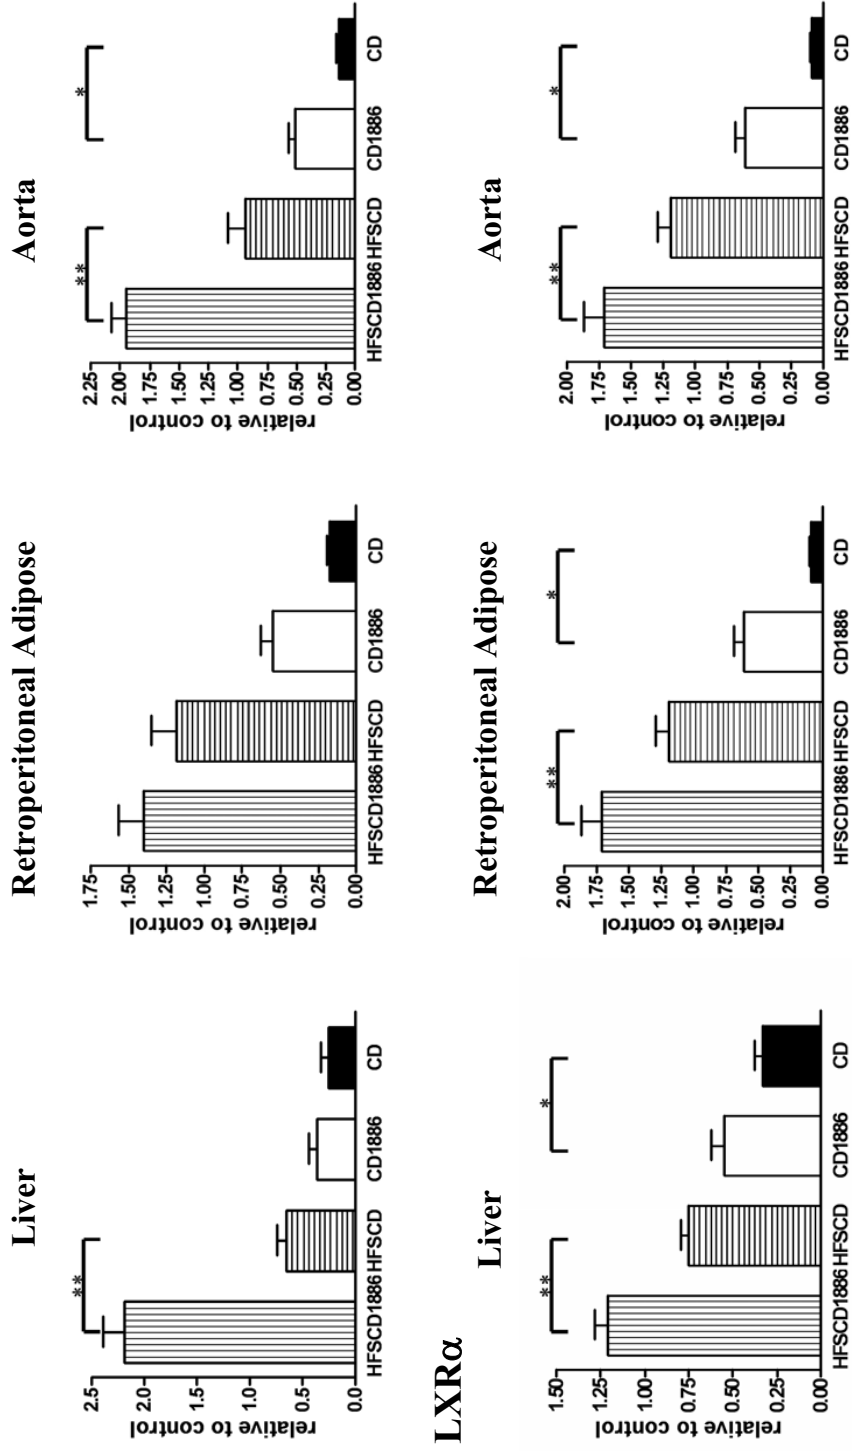 Liver
relative to control
2.5
2.0
1.5
1.0
0.5
0.0
**
HFSCD1886 HFSCD CD1886 CD
Retroperitoneal Adipose
relative to control
1.75
1.50
1.25
1.00
0.75
0.50
0.25
0.00
HFSCD1886 HFSCD CD1886 CD
Aorta
relative to control
2.25
2.00
1.75
1.50
1.25
1.00
0.75
0.50
0.25
0.00
** *
HFSCD1886 HFSCD CD1886 CD
LXRα
Liver
relative to control
1.50
1.25
1.00
0.75
0.50
0.25
0.00
** *
HFSCD1886 HFSCD CD1886 CD
Retroperitoneal Adipose
relative to control
2.00
1.75
1.50
1.25
1.00
0.75
0.50
0.25
0.00
** *
HFSCD1886 HFSCD CD1886 CD
Aorta
relative to control
2.00
1.75
1.50
1.25
1.00
0.75
0.50
0.25
0.00
** *
HFSCD1886 HFSCD CD1886 CD